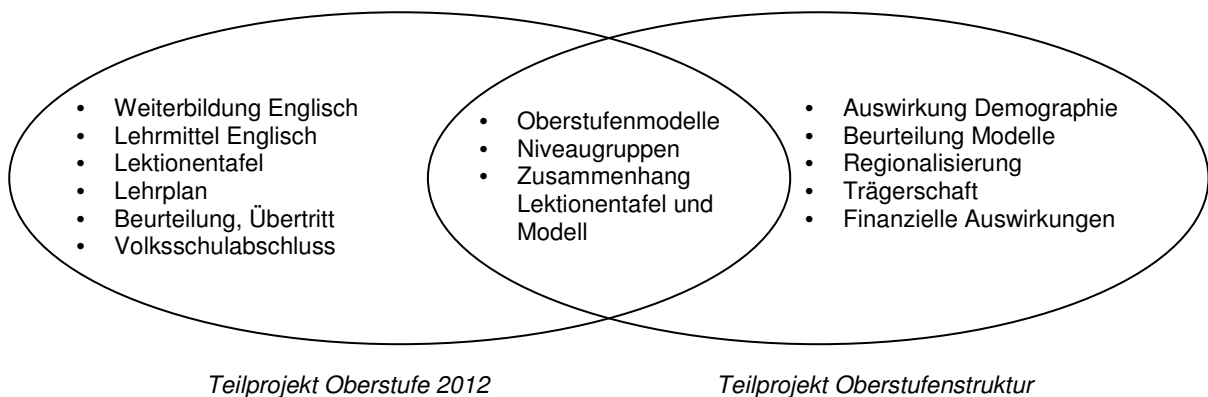 • Weiterbildung Englisch
• Lehrmittel Englisch
• Lektionentafel
• Lehrplan
• Beurteilung, Übertritt
• Volksschulabschluss
• Oberstufenmodelle
• Niveaugruppen
• Zusammenhang
Lektionentafel und
Modell
• Auswirkung Demographie
• Beurteilung Modelle
• Regionalisierung
• Trägerschaft
• Finanzielle Auswirkungen
Teilprojekt Oberstufe 2012
Teilprojekt Oberstufenstruktur